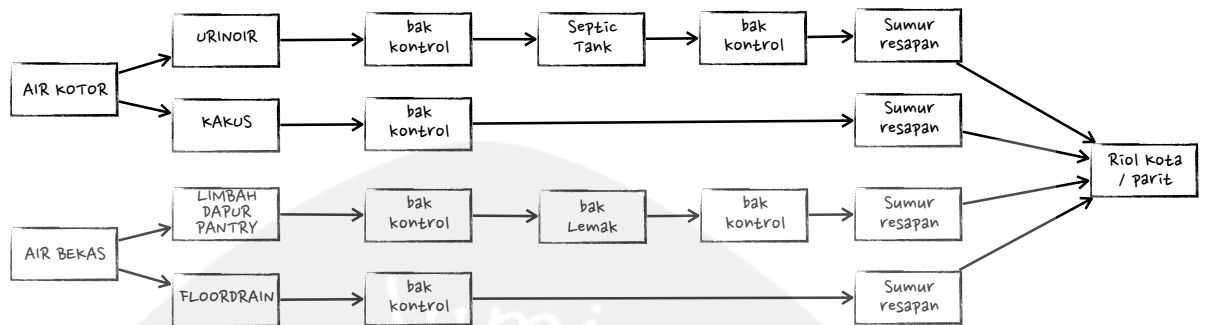 AIR KOTOR
URINOIR
bak
kontrol
Septic
Tank
bak
kontrol
Sumur
resapan
KAKUS
bak
kontrol
Sumur
resapan
Riol Kota
/ parit
AIR BEKAS
LIMBAH
DAPUR
PANTRY
bak
kontrol
bak
Lemak
bak
kontrol
Sumur
resapan
FLOORDRAIN
bak
kontrol
Sumur
resapan